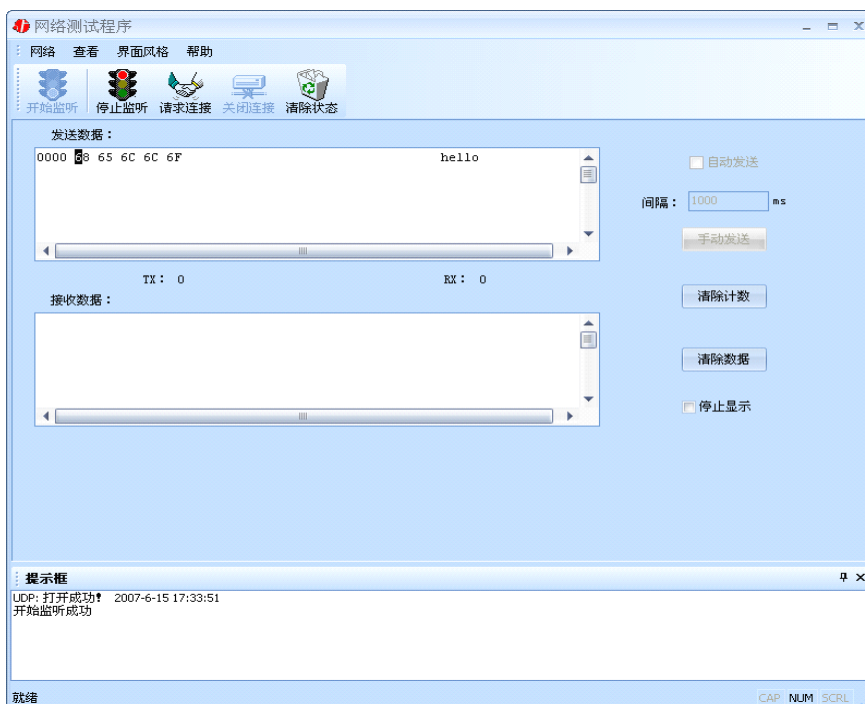 网络测试程序
网络 查看 界面风格 帮助
开始监听 停止监听 请求连接 关闭连接 清除状态
发送数据：
0000 68 65 6C 6C 6F hello
自动发送
间隔： 1000 ms
手动发送
TX： 0 RX： 0
接收数据：
清除计数
清除数据
停止显示
提示框
UDP: 打开成功! 2007-6-15 17:33:51
开始监听成功
就绪 CAP NUM SCRL